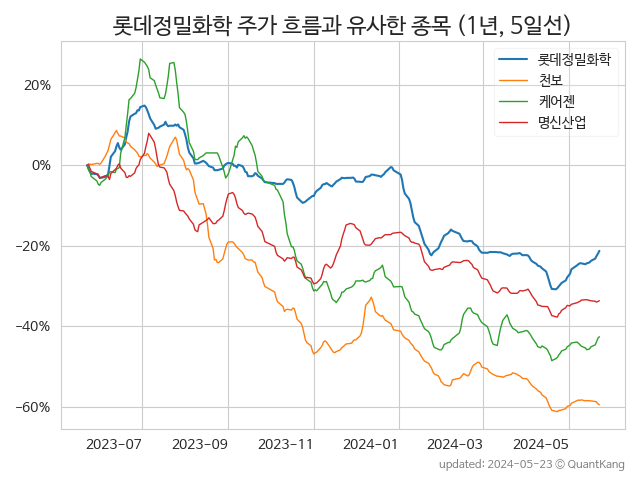 롯데정밀화학 주가 흐름과 유사한 종목 (1년, 5일선)
롯데정밀화학
천보
케어젠
명신산업
20%
0%
−20%
−40%
−60%
2023-07
2023-09
2023-11
2024-01
2024-03
2024-05
updated: 2024-05-23 © QuantKang